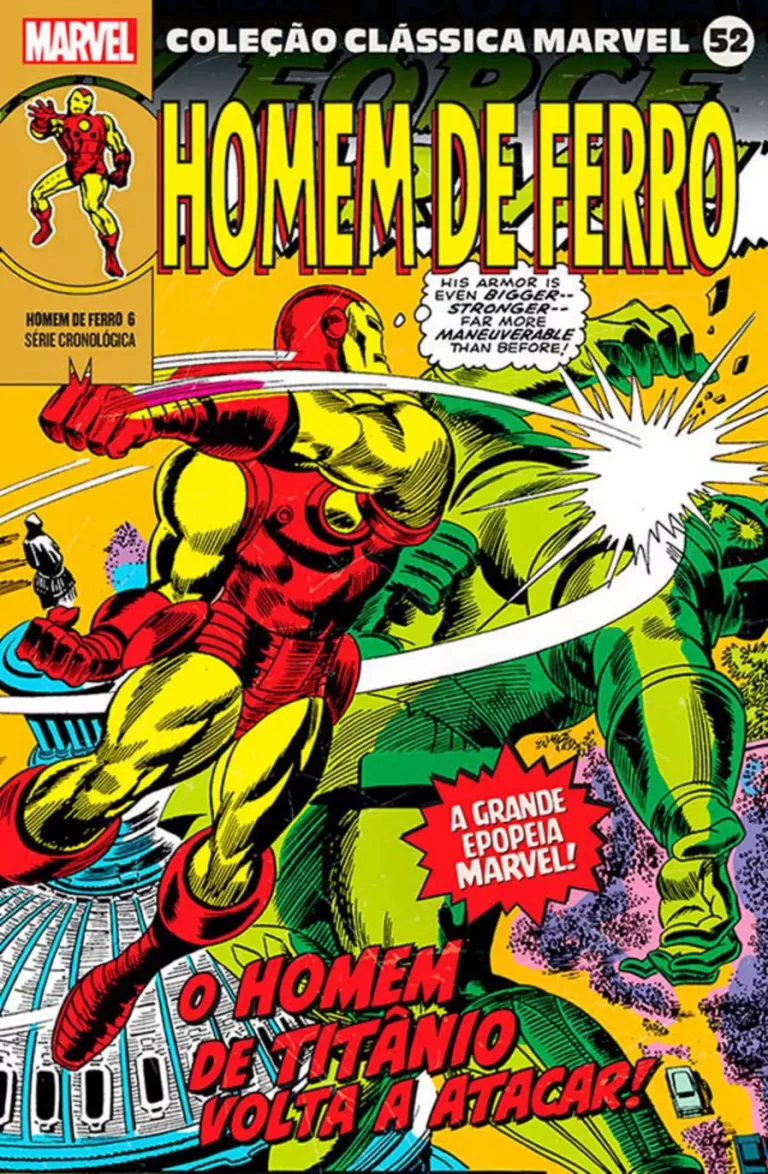 MARVEL
COLEÇÃO CLÁSSICA MARVEL 52
HOMEM DE FERRO
HOMEM DE FERRO 6
SÉRIE CRONOLÓGICA
HIS ARMOR IS
EVEN BIGGER--
STRONGER--
FAR MORE
MANEUVERABLE
THAN BEFORE!
A GRANDE
EPOPEIA
MARVEL!
O HOMEM
DE TITÂNIO
VOLTA A ATACAR!